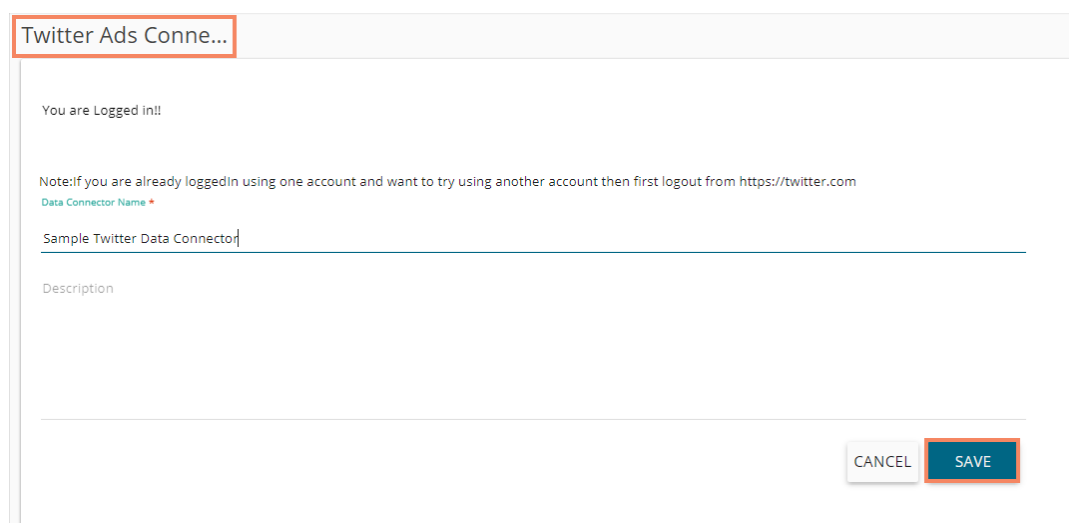 Twitter Ads Conne...
You are Logged in!!
Note:If you are already loggedIn using one account and want to try using another account then first logout from https://twitter.com
Data Connector Name *
Sample Twitter Data Connector
Description
CANCEL SAVE